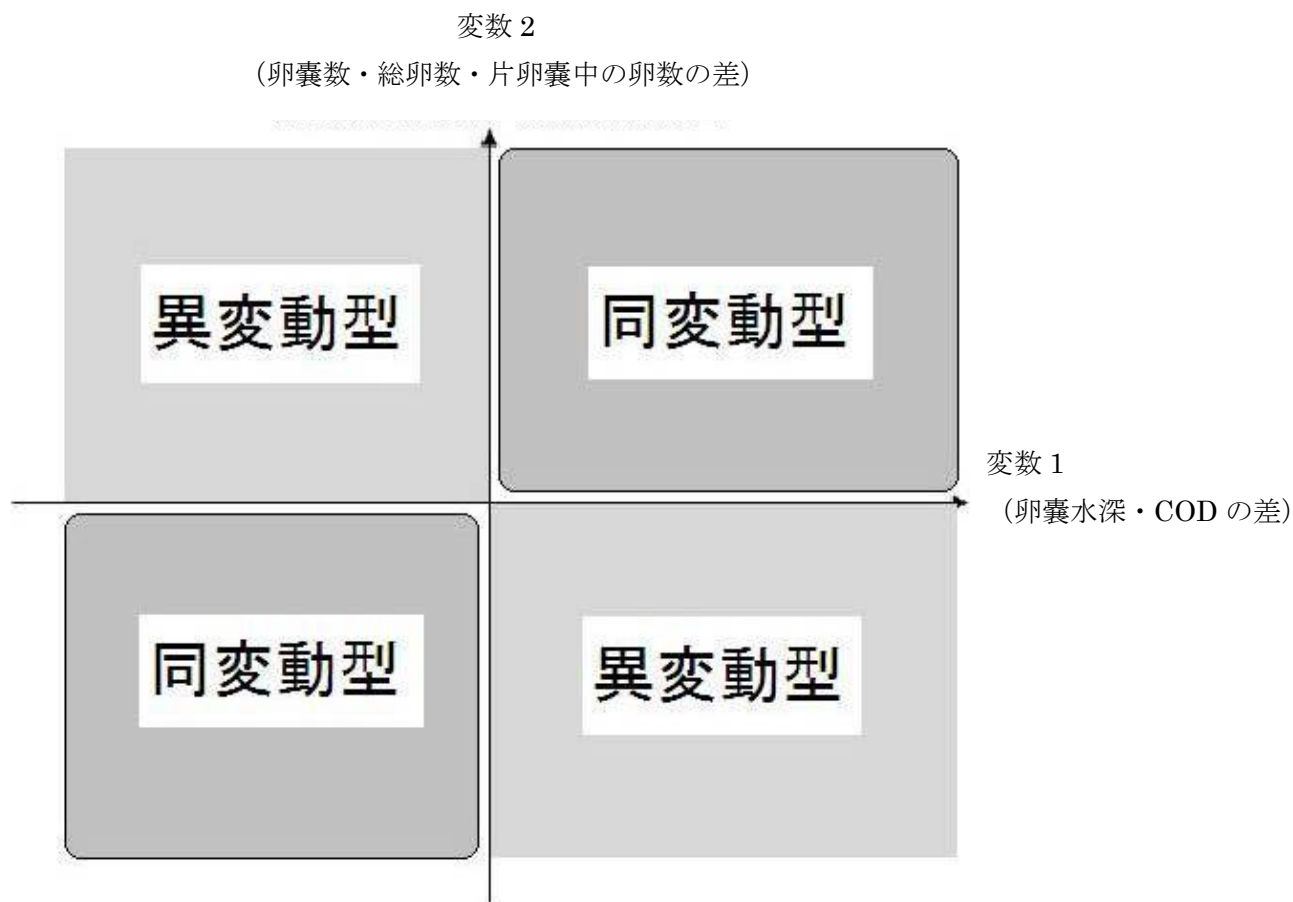 変数 2
（卵嚢数・総卵数・片卵嚢中の卵数の差）
異変動型
同変動型
変数 1
（卵嚢水深・COD の差）
同変動型
異変動型